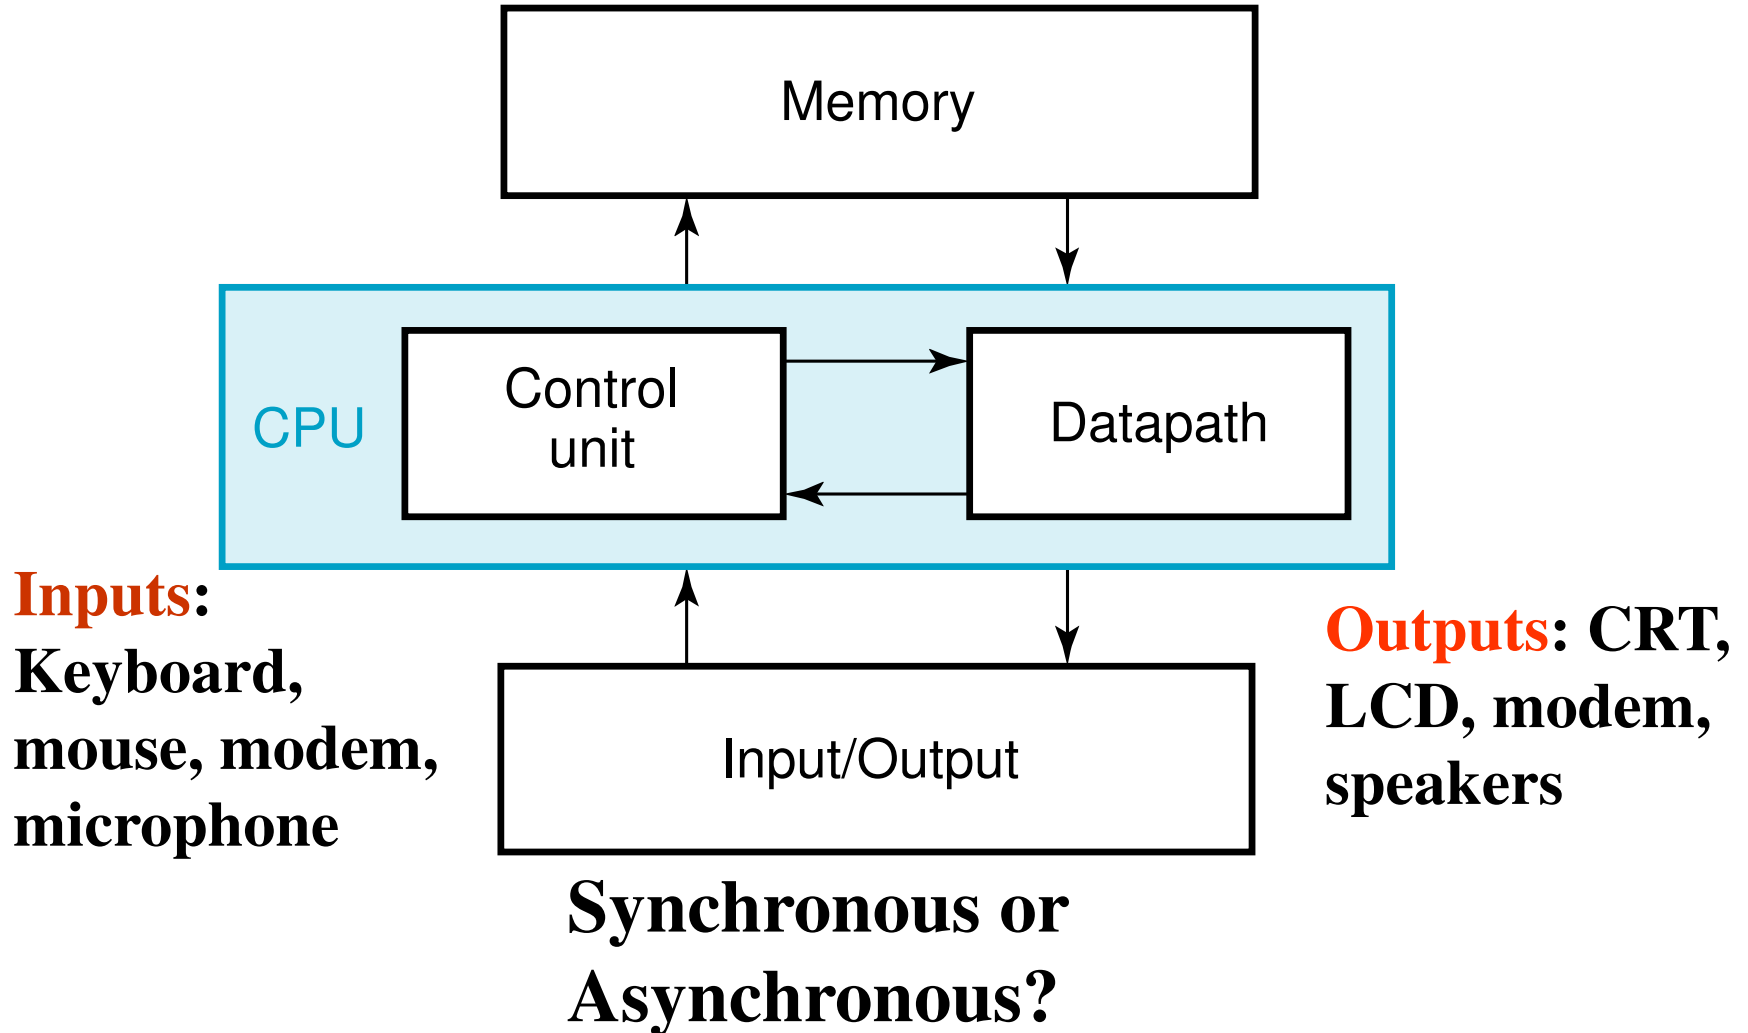 Memory
CPU
Control
unit
Datapath
Inputs:
Keyboard,
mouse, modem,
microphone
Input/Output
Outputs: CRT,
LCD, modem,
speakers
Synchronous or
Asynchronous?